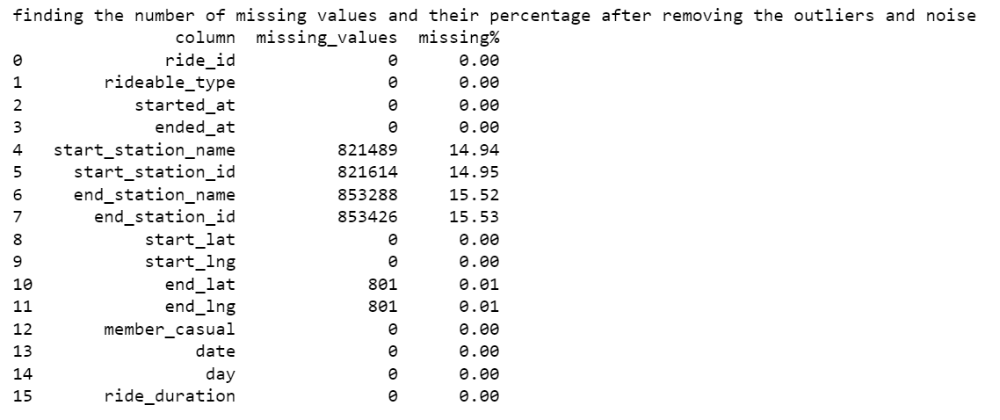 finding the number of missing values and their percentage after removing the outliers and noise
column missing_values missing%
0 ride_id 0 0.00
1 rideable_type 0 0.00
2 started_at 0 0.00
3 ended_at 0 0.00
4 start_station_name 821489 14.94
5 start_station_id 821614 14.95
6 end_station_name 853288 15.52
7 end_station_id 853426 15.53
8 start_lat 0 0.00
9 start_lng 0 0.00
10 end_lat 801 0.01
11 end_lng 801 0.01
12 member_casual 0 0.00
13 date 0 0.00
14 day 0 0.00
15 ride_duration 0 0.00